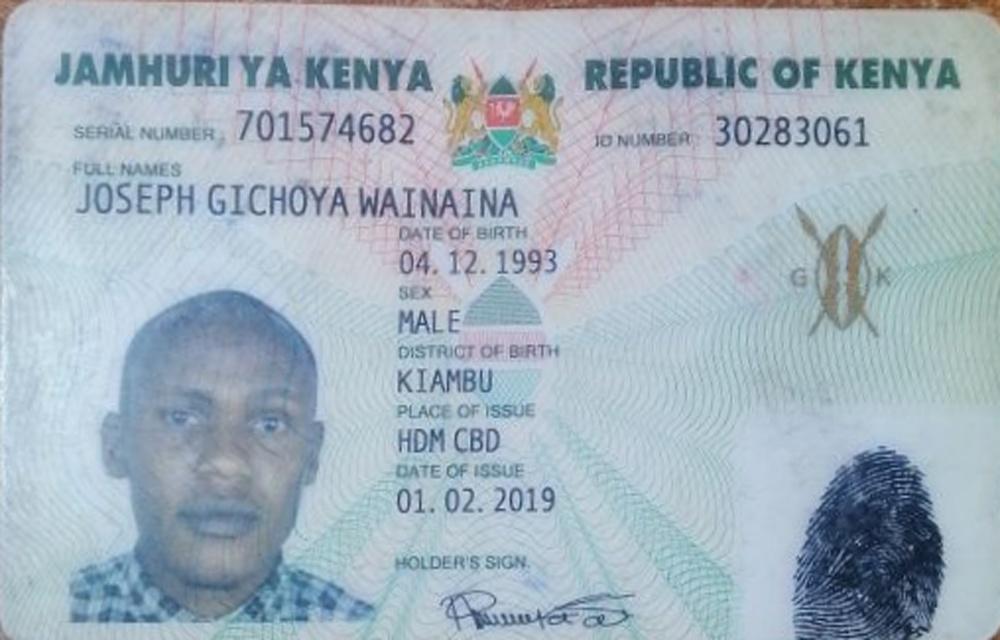 JAMHURI YA KENYA REPUBLIC OF KENYA
SERIAL NUMBER: 701574682 ID NUMBER: 30283061
FULL NAMES
JOSEPH GICHOYA WAINAINA
DATE OF BIRTH
04. 12. 1993
SEX
MALE
DISTRICT OF BIRTH
KIAMBU
PLACE OF ISSUE
HDM CBD
DATE OF ISSUE
01. 02. 2019
HOLDER'S SIGN.
G K